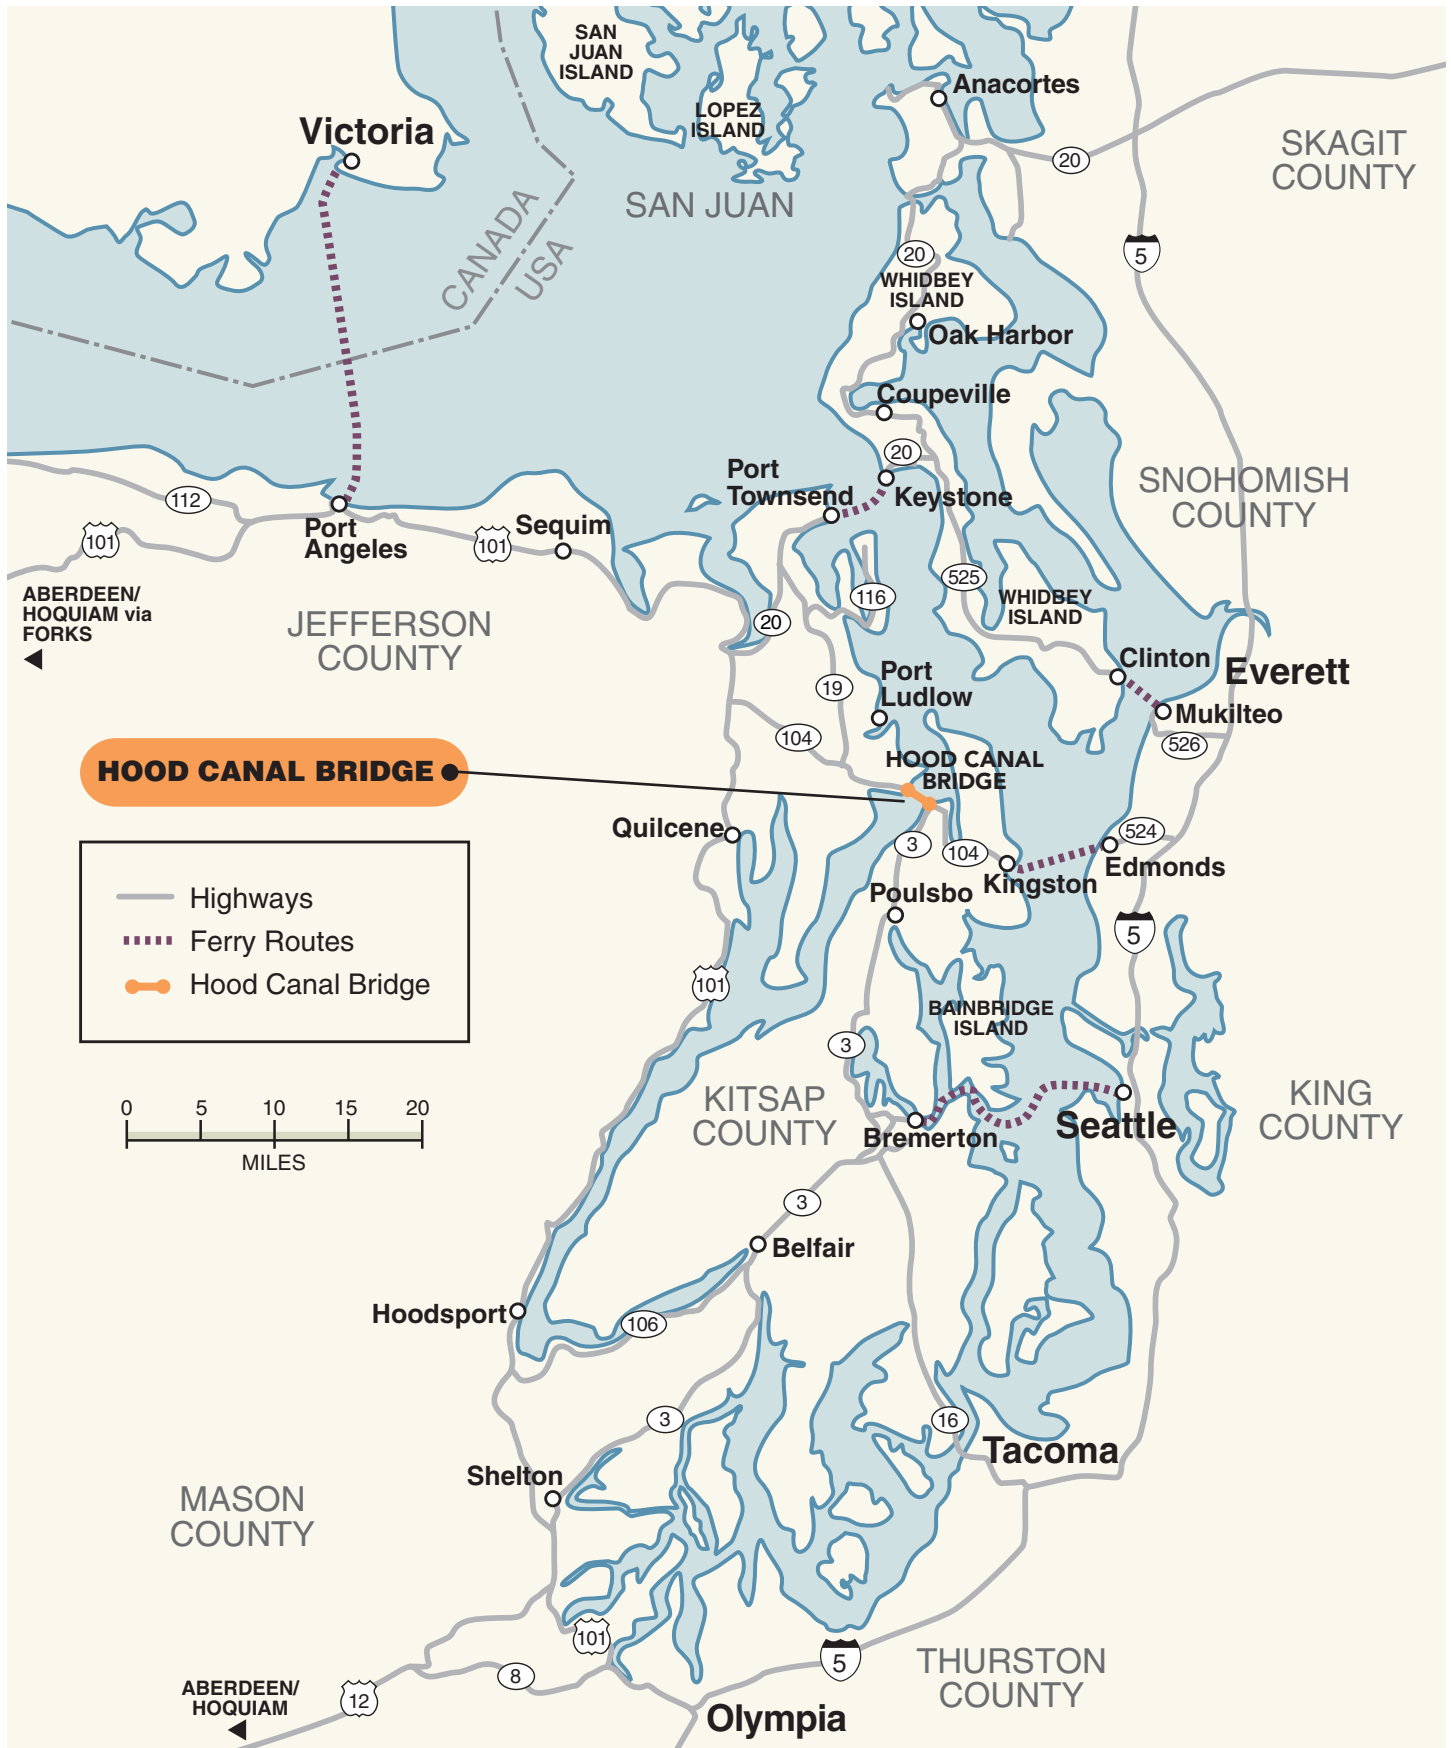 SAN
JUAN
ISLAND
LOPEZ
ISLAND
Anacortes
Victoria
SKAGIT
COUNTY
20
SAN JUAN
CANADA
USA
5
20
WHIDBEY
ISLAND
Oak Harbor
Coupeville
20
Port
Townsend
Keystone
SNOHOMISH
COUNTY
112
101
Port
Angeles
101
Sequim
ABERDEEN/
HOQUIAM via
FORKS
JEFFERSON
COUNTY
525
116
WHIDBEY
ISLAND
20
Clinton
Everett
Port
Ludlow
19
Mukilteo
526
104
HOOD CANAL BRIDGE
HOOD CANAL
BRIDGE
Quilcene
3
104
524
Edmonds
Kingston
Poulsbo
Highways
Ferry Routes
Hood Canal Bridge
5
101
BAINBRIDGE
ISLAND
3
0 5 10 15 20
MILES
KITSAP
COUNTY
KING
COUNTY
Seattle
Bremerton
3
Belfair
Hoodsport
106
3
16
Tacoma
Shelton
MASON
COUNTY
101
5
THURSTON
COUNTY
8
ABERDEEN/
HOQUIAM
12
Olympia